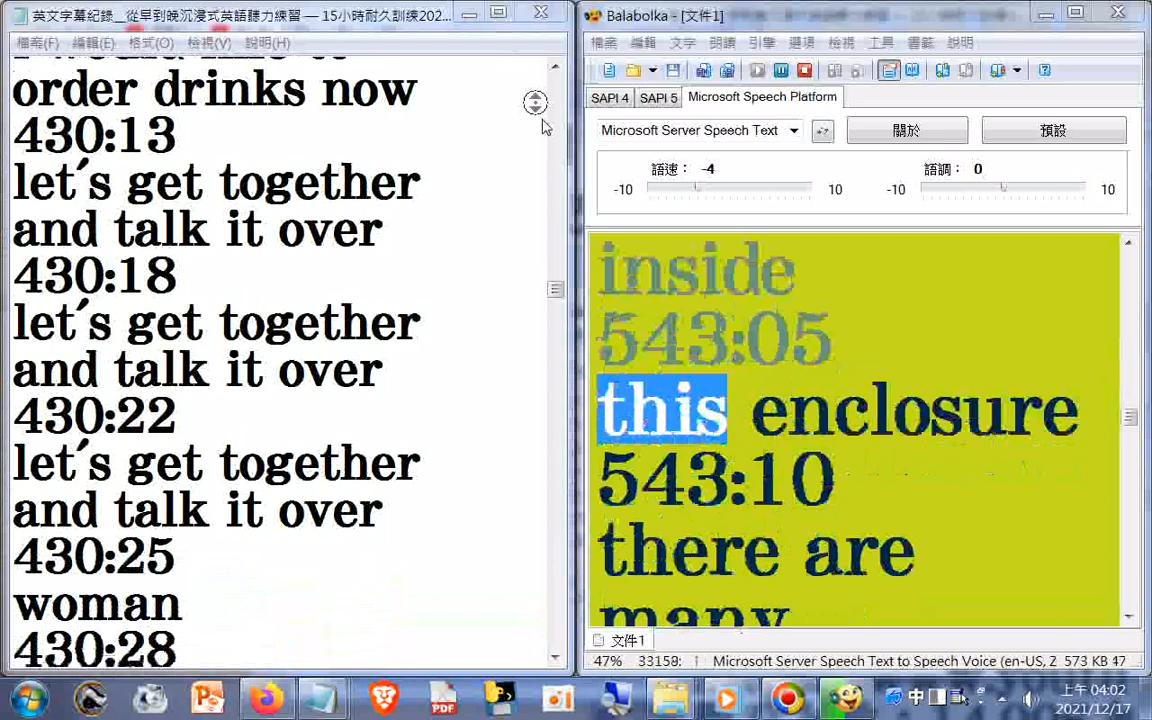 英文字幕紀錄__從早到晚沉浸式英語聽力練習 — 15小時耐久訓練202...
檔案(F) 編輯(E) 格式(O) 檢視(V) 說明(H)
order drinks now
430:13
let's get together
and talk it over
430:18
let's get together
and talk it over
430:22
let's get together
and talk it over
430:25
woman
430:28
Balabolka - [文件1]
檔案 編輯 文字 朗讀 引擎 選項 檢視 工具 書籤 說明
SAPI 4 SAPI 5 Microsoft Speech Platform
Microsoft Server Speech Text 關於 預設
語速： -4 語調： 0
-10 10 -10 10
inside
543:05
this enclosure
543:10
there are
many
文件1
47% 33158: Microsoft Server Speech Text to Speech Voice (en-US, 2 573 KB 47
PDF 中 上午 04:02
2021/12/17